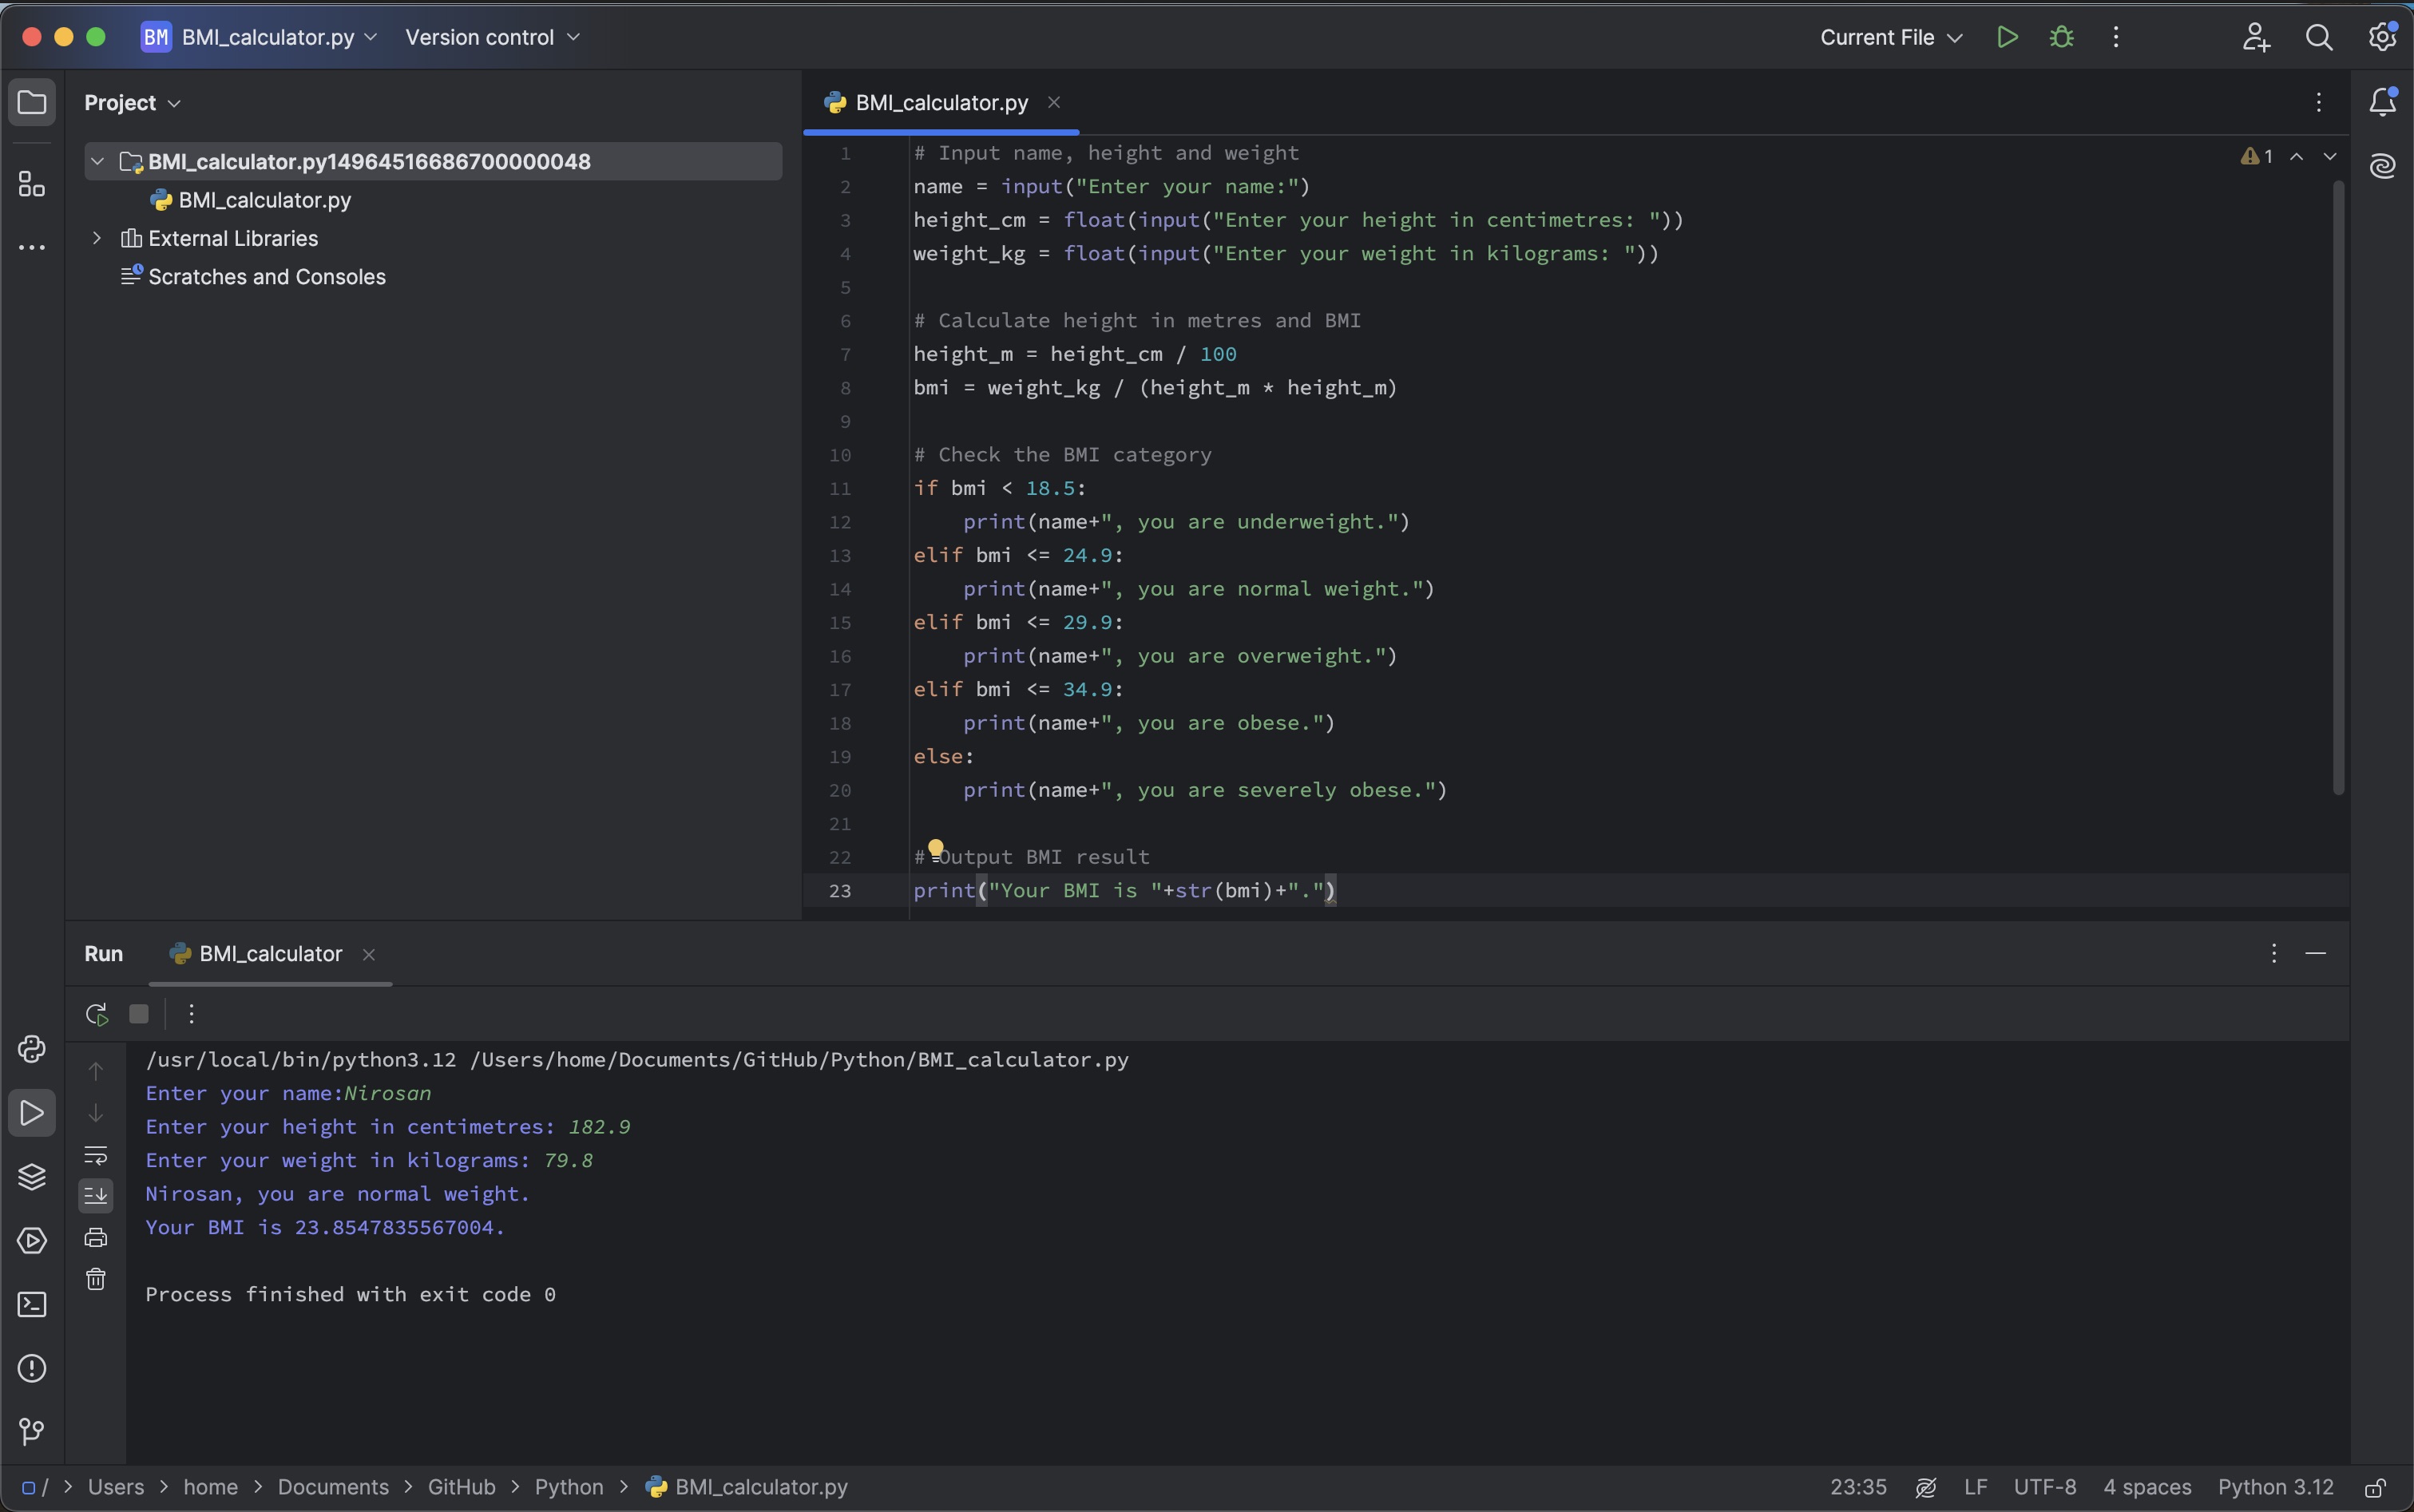 BM BMI_calculator.py Version control Current File
Project
BMI_calculator.py14964516686700000048
BMI_calculator.py
External Libraries
Scratches and Consoles
BMI_calculator.py
1
1 # Input name, height and weight
2 name = input("Enter your name:")
3 height_cm = float(input("Enter your height in centimetres: "))
4 weight_kg = float(input("Enter your weight in kilograms: "))
5
6 # Calculate height in metres and BMI
7 height_m = height_cm / 100
8 bmi = weight_kg / (height_m * height_m)
9
10 # Check the BMI category
11 if bmi < 18.5:
12     print(name+", you are underweight.")
13 elif bmi <= 24.9:
14     print(name+", you are normal weight.")
15 elif bmi <= 29.9:
16     print(name+", you are overweight.")
17 elif bmi <= 34.9:
18     print(name+", you are obese.")
19 else:
20     print(name+", you are severely obese.")
21
22 # Output BMI result
23 print("Your BMI is "+str(bmi)+".")
Run BMI_calculator
/usr/local/bin/python3.12 /Users/home/Documents/GitHub/Python/BMI_calculator.py
Enter your name:Nirosan
Enter your height in centimetres: 182.9
Enter your weight in kilograms: 79.8
Nirosan, you are normal weight.
Your BMI is 23.8547835567004.
Process finished with exit code 0
/ > Users > home > Documents > GitHub > Python > BMI_calculator.py 23:35 LF UTF-8 4 spaces Python 3.12